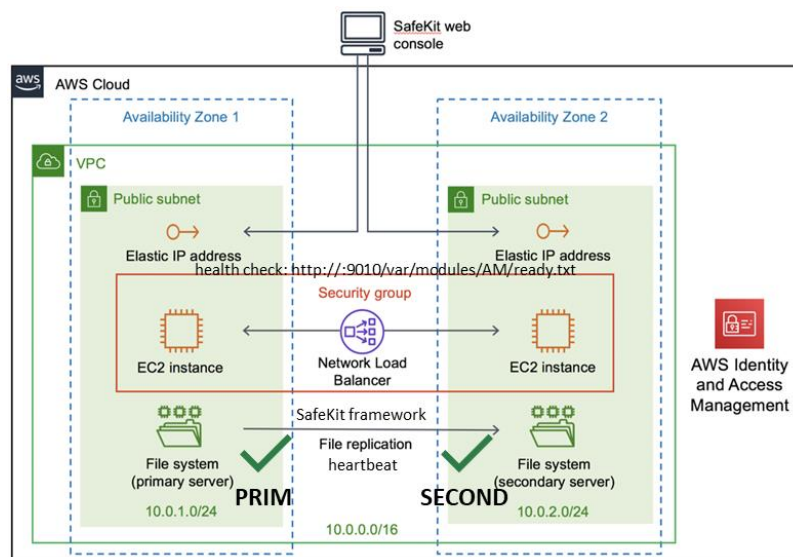 SafeKit web
console
aws
AWS Cloud
Availability Zone 1
Availability Zone 2
VPC
Public subnet
Public subnet
Elastic IP address
Elastic IP address
health check: http://:9010/var/modules/AM/ready.txt
Security group
EC2 instance
Network Load
Balancer
EC2 instance
AWS Identity
and Access
Management
SafeKit framework
File replication
heartbeat
File system
(primary server)
File system
(secondary server)
PRIM
SECOND
10.0.1.0/24
10.0.0.0/16
10.0.2.0/24